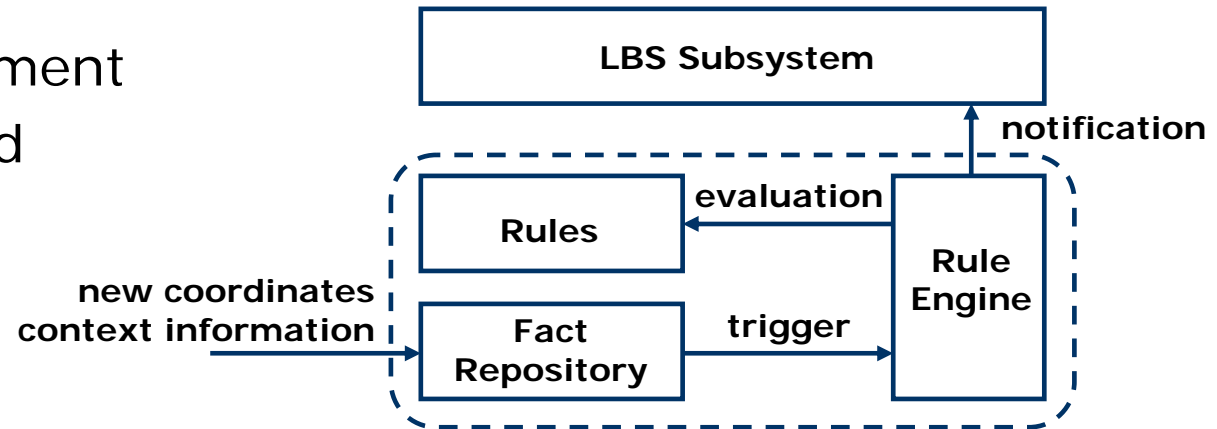 ment
d
LBS Subsystem
notification
evaluation
Rules
Rule
Engine
new coordinates
context information
Fact
Repository
trigger